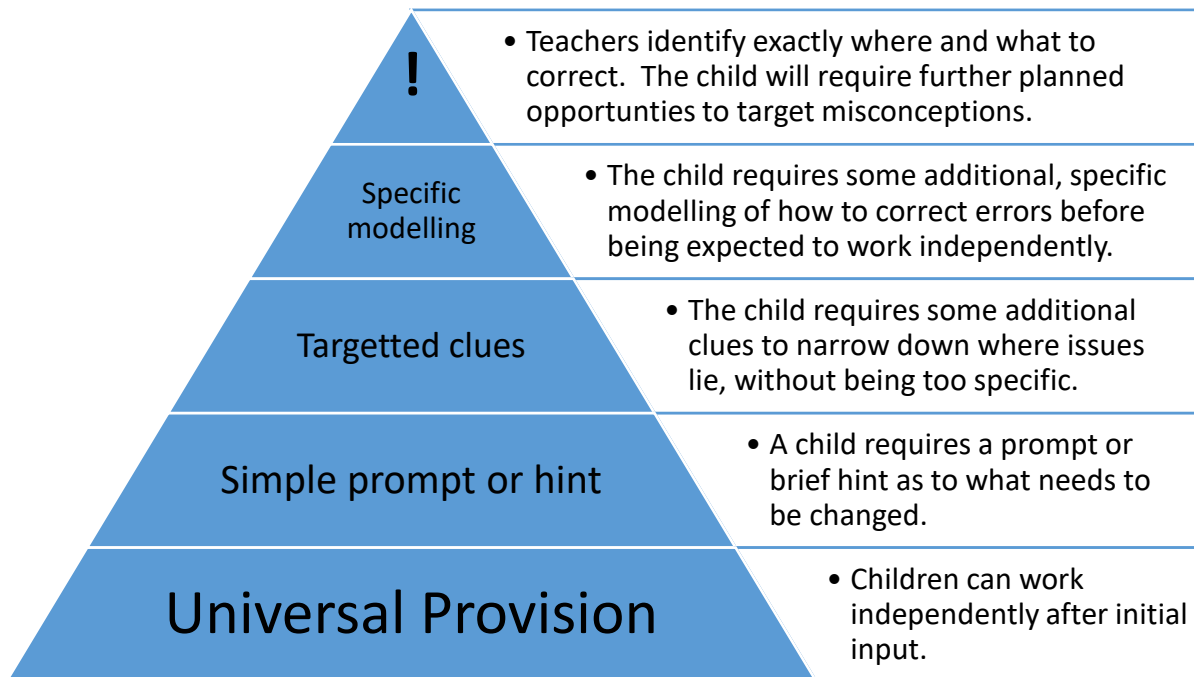 !
• Teachers identify exactly where and what to
correct.  The child will require further planned
opportunties to target misconceptions.
Specific
modelling
• The child requires some additional, specific
modelling of how to correct errors before
being expected to work independently.
Targetted clues
• The child requires some additional
clues to narrow down where issues
lie, without being too specific.
Simple prompt or hint
• A child requires a prompt or
brief hint as to what needs to
be changed.
Universal Provision
• Children can work
independently after initial
input.